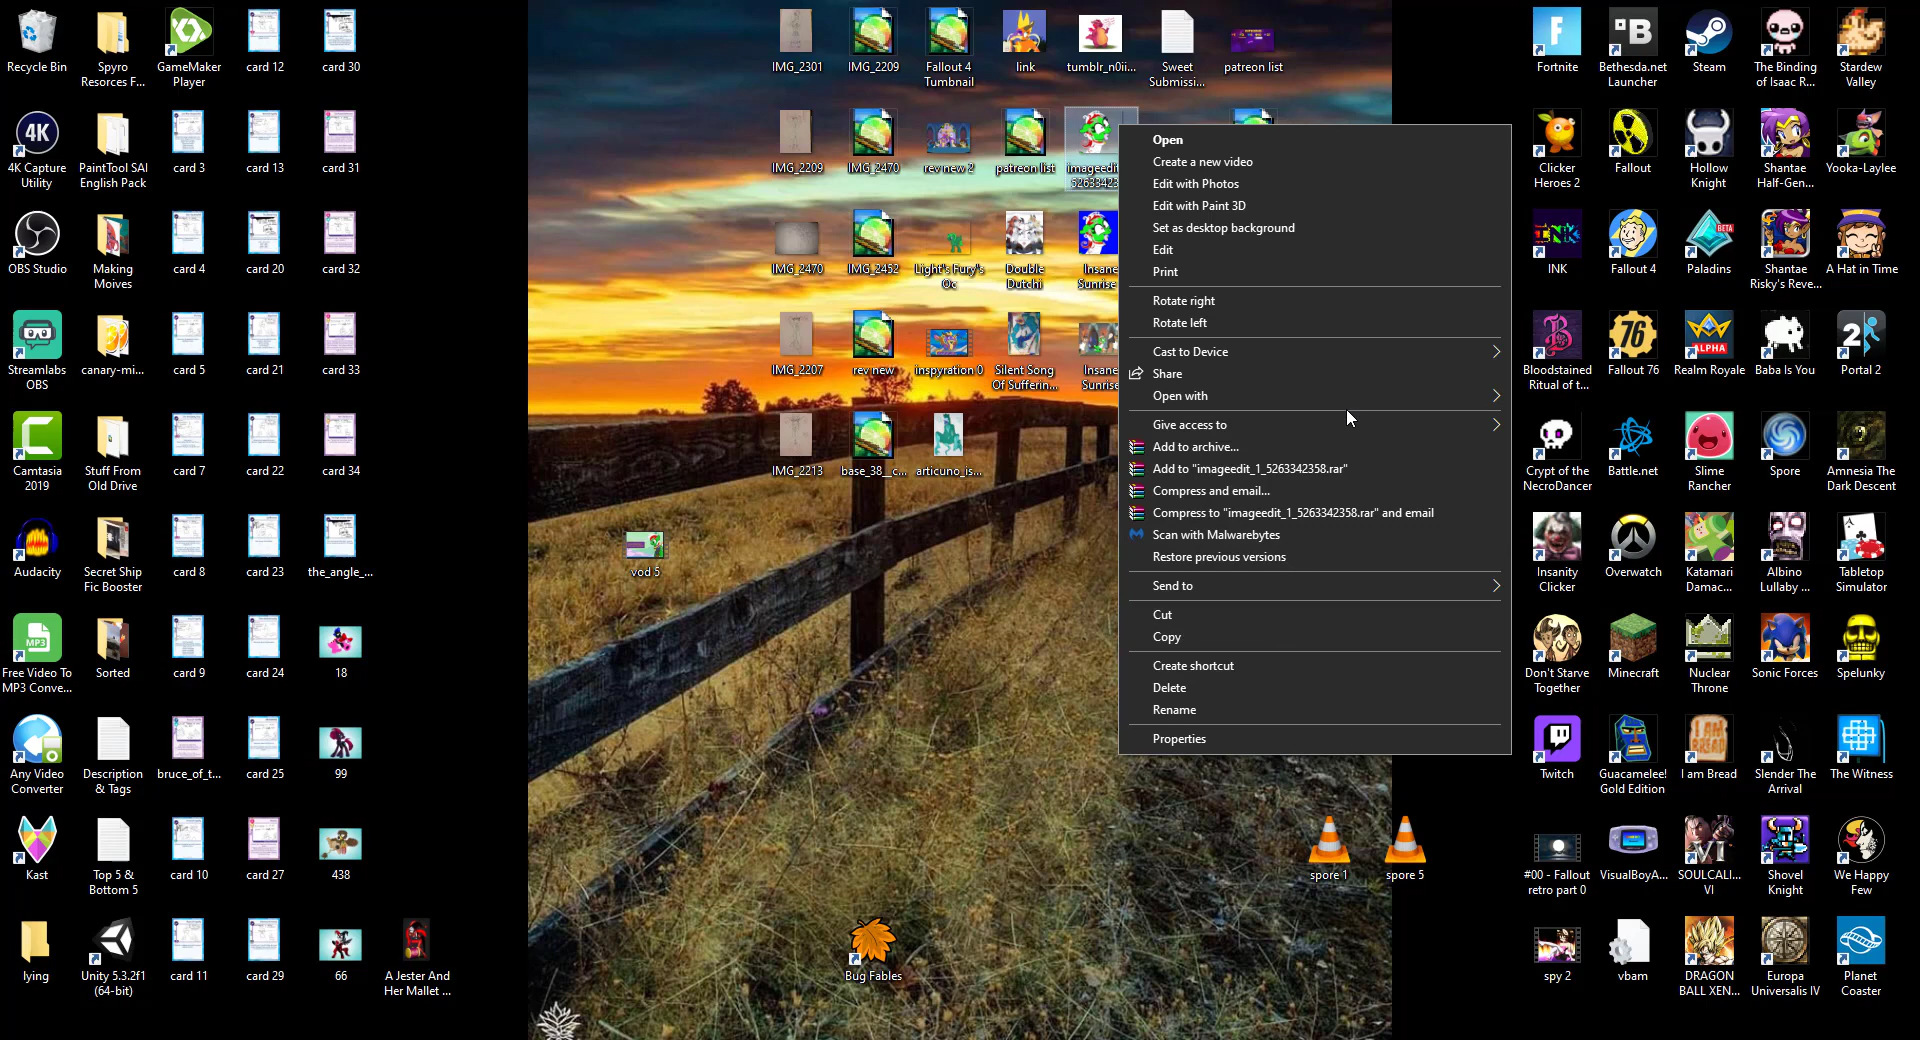 Recycle Bin
Spyro
Resorces F...
GameMaker
Player
card 12
card 30
4K Capture
Utility
PaintTool SAI
English Pack
card 3
card 13
card 31
OBS Studio
Making
Moives
card 4
card 20
card 32
Streamlabs
OBS
canary-mi...
card 5
card 21
card 33
Camtasia
2019
Stuff From
Old Drive
card 7
card 22
card 34
Audacity
Secret Ship
Fic Booster
card 8
card 23
the_angle_...
Free Video To
MP3 Conve...
Sorted
card 9
card 24
18
Any Video
Converter
Description
& Tags
bruce_of_t...
card 25
99
Kast
Top 5 &
Bottom 5
card 10
card 27
438
lying
Unity 5.3.2f1
(64-bit)
card 11
card 29
66
A Jester And
Her Mallet ...
IMG_2301
IMG_2209
Fallout 4
Tumbnail
link
tumblr_n0ii...
Sweet
Submissi...
patreon list
IMG_2209
IMG_2470
rev new 2
patreon list
imageedit
52633423
IMG_2470
IMG_2452
Light's Fury's
Oc
Double
Dutchi
Insane
Sunrise
IMG_2207
rev new
inspyration 0
Silent Song
Of Sufferin...
Insane
Sunrise
IMG_2213
base_38__c...
articuno_is...
vod 5
Bug Fables
spore 1
spore 5
Open
Create a new video
Edit with Photos
Edit with Paint 3D
Set as desktop background
Edit
Print
Rotate right
Rotate left
Cast to Device
Share
Open with
Give access to
Add to archive...
Add to "imageedit_1_5263342358.rar"
Compress and email...
Compress to "imageedit_1_5263342358.rar" and email
Scan with Malwarebytes
Restore previous versions
Send to
Cut
Copy
Create shortcut
Delete
Rename
Properties
Fortnite
Bethesda.net
Launcher
Steam
The Binding
of Isaac R...
Stardew
Valley
Clicker
Heroes 2
Fallout
Hollow
Knight
Shantae
Half-Gen...
Yooka-Laylee
INK
Fallout 4
Paladins
Shantae
Risky's Reve...
A Hat in Time
Bloodstained
Ritual of t...
Fallout 76
Realm Royale
Baba Is You
Portal 2
Crypt of the
NecroDancer
Battle.net
Slime
Rancher
Spore
Amnesia The
Dark Descent
Insanity
Clicker
Overwatch
Katamari
Damac...
Albino
Lullaby ...
Tabletop
Simulator
Don't Starve
Together
Minecraft
Nuclear
Throne
Sonic Forces
Spelunky
Twitch
Guacamelee!
Gold Edition
I am Bread
Slender The
Arrival
The Witness
#00 - Fallout
retro part 0
VisualBoyA...
SOULCALI...
VI
Shovel
Knight
We Happy
Few
spy 2
vbam
DRAGON
BALL XEN...
Europa
Universalis IV
Planet
Coaster